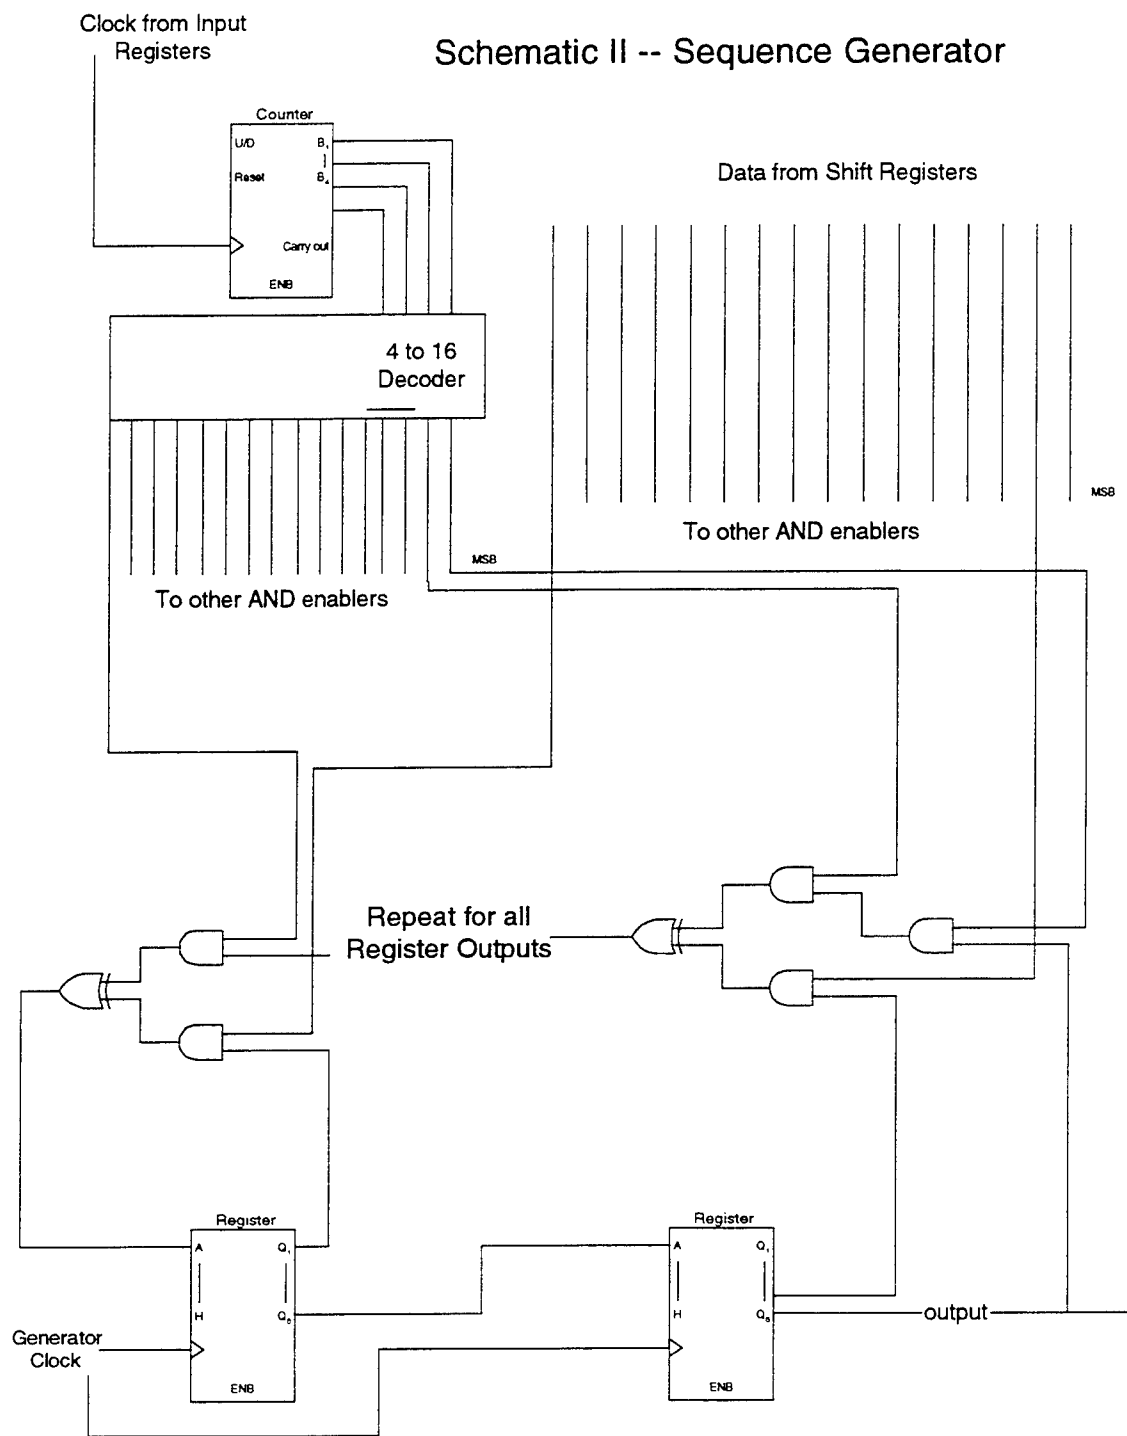 Clock from Input
Registers
Schematic II -- Sequence Generator
Counter
U/D
B1
Reset
B4
Carry out
ENB
Data from Shift Registers
4 to 16
Decoder
MSB
To other AND enablers
MSB
To other AND enablers
Repeat for all
Register Outputs
Register
A
Q1
H
Q8
ENB
Register
A
Q1
H
Q8
ENB
output
Generator
Clock